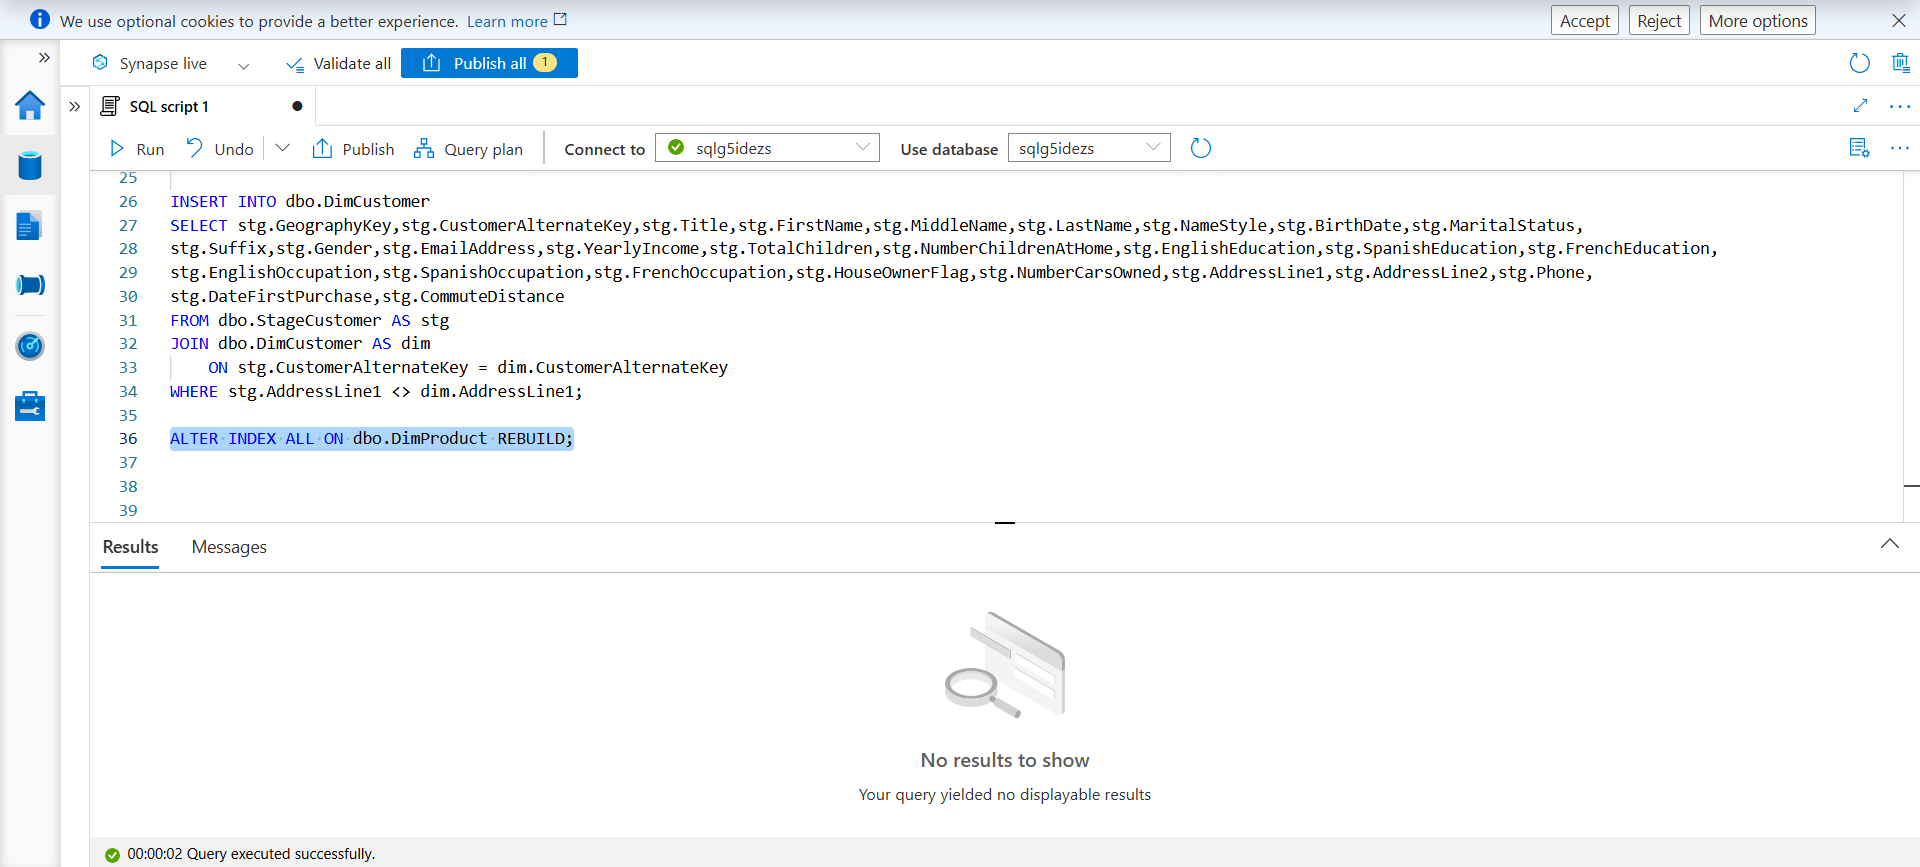 We use optional cookies to provide a better experience. Learn more
Accept Reject More options
Synapse live Validate all Publish all 1
SQL script 1
Run Undo Publish Query plan Connect to sqlg5idezs Use database sqlg5idezs
25
26 INSERT INTO dbo.DimCustomer
27 SELECT stg.GeographyKey,stg.CustomerAlternateKey,stg.Title,stg.FirstName,stg.MiddleName,stg.LastName,stg.NameStyle,stg.BirthDate,stg.MaritalStatus,
28 stg.Suffix,stg.Gender,stg.EmailAddress,stg.YearlyIncome,stg.TotalChildren,stg.NumberChildrenAtHome,stg.EnglishEducation,stg.SpanishEducation,stg.FrenchEducation,
29 stg.EnglishOccupation,stg.SpanishOccupation,stg.FrenchOccupation,stg.HouseOwnerFlag,stg.NumberCarsOwned,stg.AddressLine1,stg.AddressLine2,stg.Phone,
30 stg.DateFirstPurchase,stg.CommuteDistance
31 FROM dbo.StageCustomer AS stg
32 JOIN dbo.DimCustomer AS dim
33 ON stg.CustomerAlternateKey = dim.CustomerAlternateKey
34 WHERE stg.AddressLine1 <> dim.AddressLine1;
35
36 ALTER INDEX ALL ON dbo.DimProduct REBUILD;
37
38
39
Results Messages
No results to show
Your query yielded no displayable results
00:00:02 Query executed successfully.